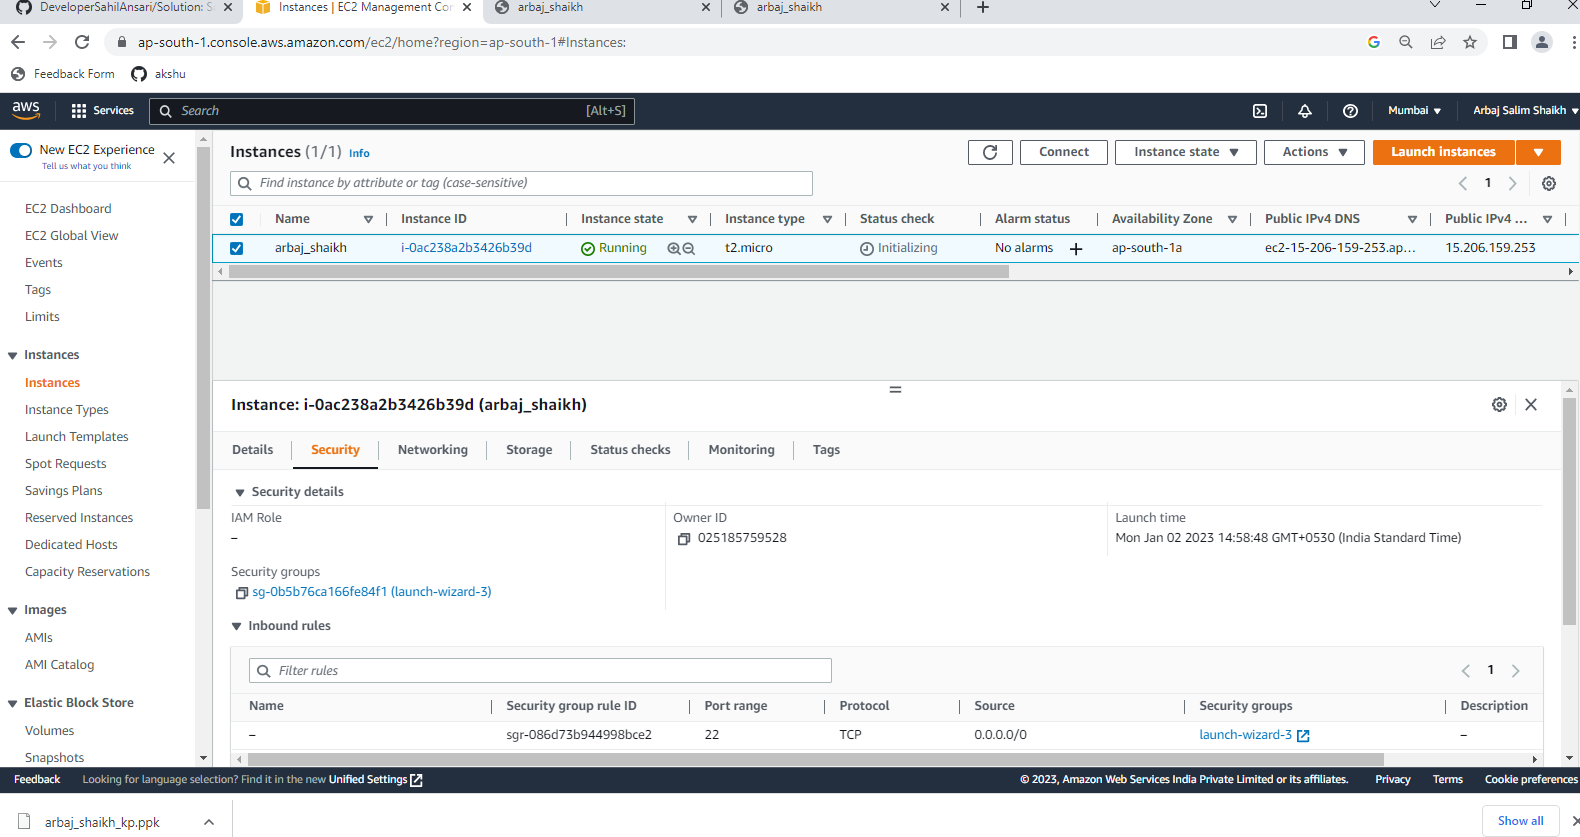 DeveloperSahilAnsari/Solution: S
Instances | EC2 Management Co
arbaj_shaikh
arbaj_shaikh
ap-south-1.console.aws.amazon.com/ec2/home?region=ap-south-1#Instances:
Feedback Form
akshu
aws
Services
Search
[Alt+S]
Mumbai
Arbaj Salim Shaikh
New EC2 Experience
Tell us what you think
EC2 Dashboard
EC2 Global View
Events
Tags
Limits
Instances
Instances
Instance Types
Launch Templates
Spot Requests
Savings Plans
Reserved Instances
Dedicated Hosts
Capacity Reservations
Images
AMIs
AMI Catalog
Elastic Block Store
Volumes
Snapshots
Instances (1/1) Info
Connect
Instance state
Actions
Launch instances
Find instance by attribute or tag (case-sensitive)
1
Name Instance ID Instance state Instance type Status check Alarm status Availability Zone Public IPv4 DNS Public IPv4 ...
arbaj_shaikh i-0ac238a2b3426b39d Running t2.micro Initializing No alarms ap-south-1a ec2-15-206-159-253.ap... 15.206.159.253
Instance: i-0ac238a2b3426b39d (arbaj_shaikh)
Details Security Networking Storage Status checks Monitoring Tags
Security details
IAM Role
–
Owner ID
025185759528
Launch time
Mon Jan 02 2023 14:58:48 GMT+0530 (India Standard Time)
Security groups
sg-0b5b76ca166fe84f1 (launch-wizard-3)
Inbound rules
Filter rules
1
Name Security group rule ID Port range Protocol Source Security groups Description
– sgr-086d73b944998bce2 22 TCP 0.0.0.0/0 launch-wizard-3 –
Feedback Looking for language selection? Find it in the new Unified Settings
© 2023, Amazon Web Services India Private Limited or its affiliates. Privacy Terms Cookie preferences
arbaj_shaikh_kp.ppk
Show all